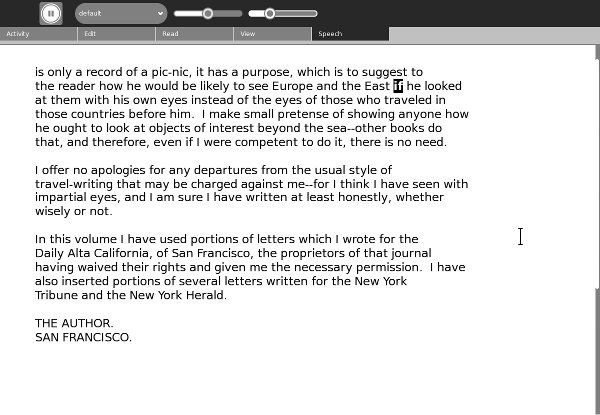 default
Activity Edit Read View Speech
is only a record of a pic-nic, it has a purpose, which is to suggest to
the reader how he would be likely to see Europe and the East if he looked
at them with his own eyes instead of the eyes of those who traveled in
those countries before him.  I make small pretense of showing anyone how
he ought to look at objects of interest beyond the sea--other books do
that, and therefore, even if I were competent to do it, there is no need.
I offer no apologies for any departures from the usual style of
travel-writing that may be charged against me--for I think I have seen with
impartial eyes, and I am sure I have written at least honestly, whether
wisely or not.
In this volume I have used portions of letters which I wrote for the
Daily Alta California, of San Francisco, the proprietors of that journal
having waived their rights and given me the necessary permission.  I have
also inserted portions of several letters written for the New York
Tribune and the New York Herald.
THE AUTHOR.
SAN FRANCISCO.